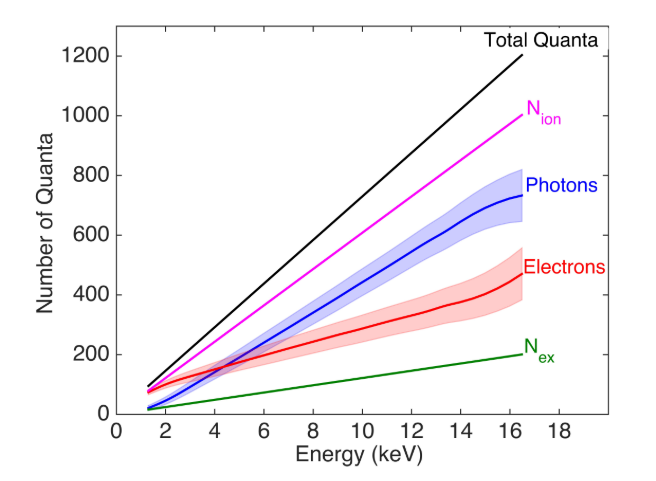 Total Quanta
1200
N_ion
1000
800
Photons
600
Electrons
400
200
N_ex
0
0 2 4 6 8 10 12 14 16 18
Energy (keV)
Number of Quanta